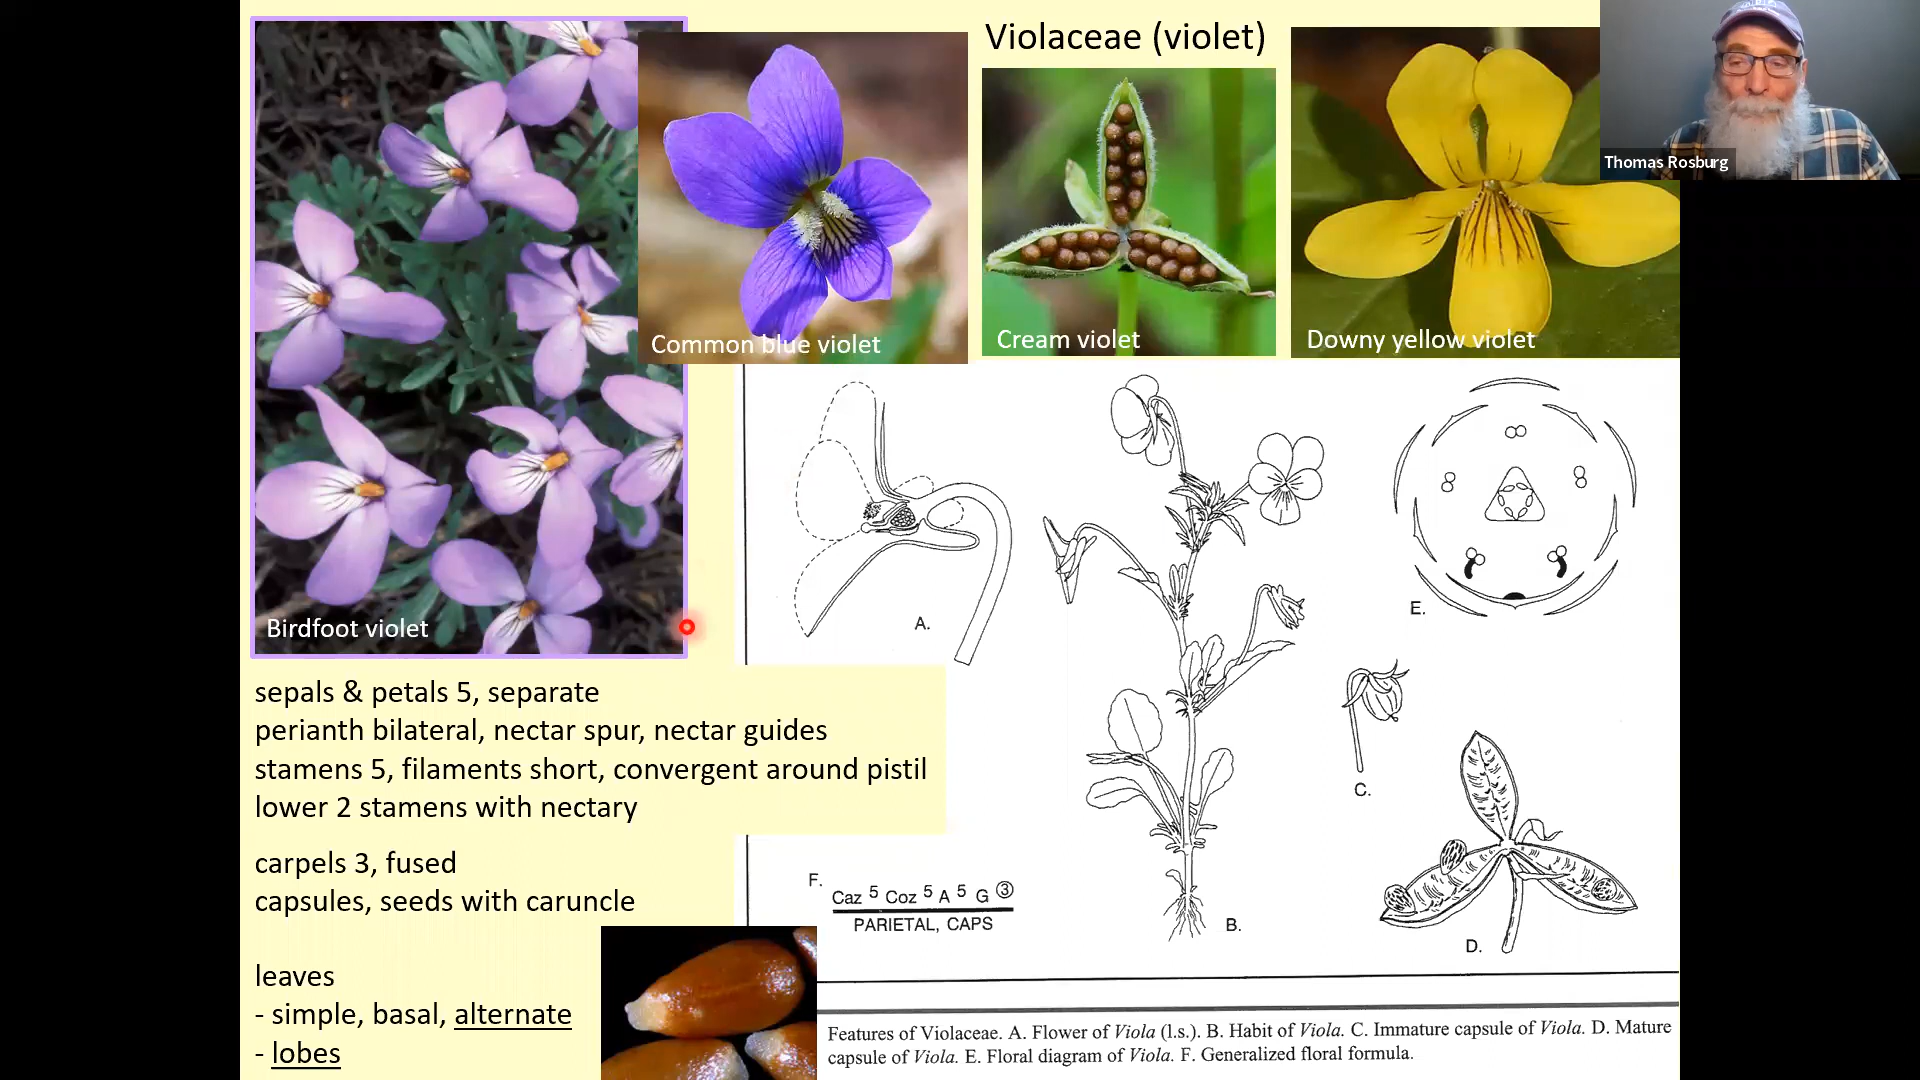 Violaceae (violet)
Thomas Rosburg
Common blue violet
Cream violet
Downy yellow violet
Birdfoot violet
A.
E.
C.
B.
D.
sepals & petals 5, separate
perianth bilateral, nectar spur, nectar guides
stamens 5, filaments short, convergent around pistil
lower 2 stamens with nectary
carpels 3, fused
capsules, seeds with caruncle
leaves
- simple, basal, alternate
- lobes
F.
Caz 5 Coz 5 A 5 G ③
PARIETAL, CAPS
Features of Violaceae. A. Flower of Viola (l.s.). B. Habit of Viola. C. Immature capsule of Viola. D. Mature
capsule of Viola. E. Floral diagram of Viola. F. Generalized floral formula.